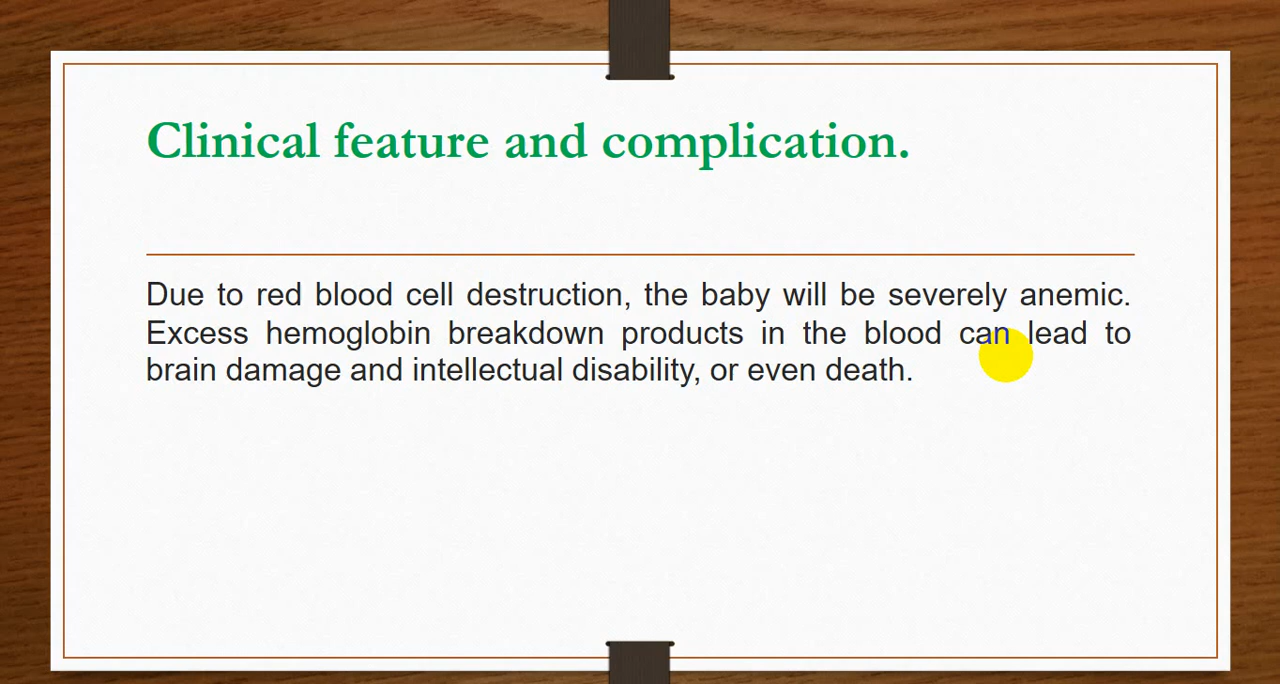 Clinical feature and complication.
Due to red blood cell destruction, the baby will be severely anemic.
Excess hemoglobin breakdown products in the blood can lead to
brain damage and intellectual disability, or even death.